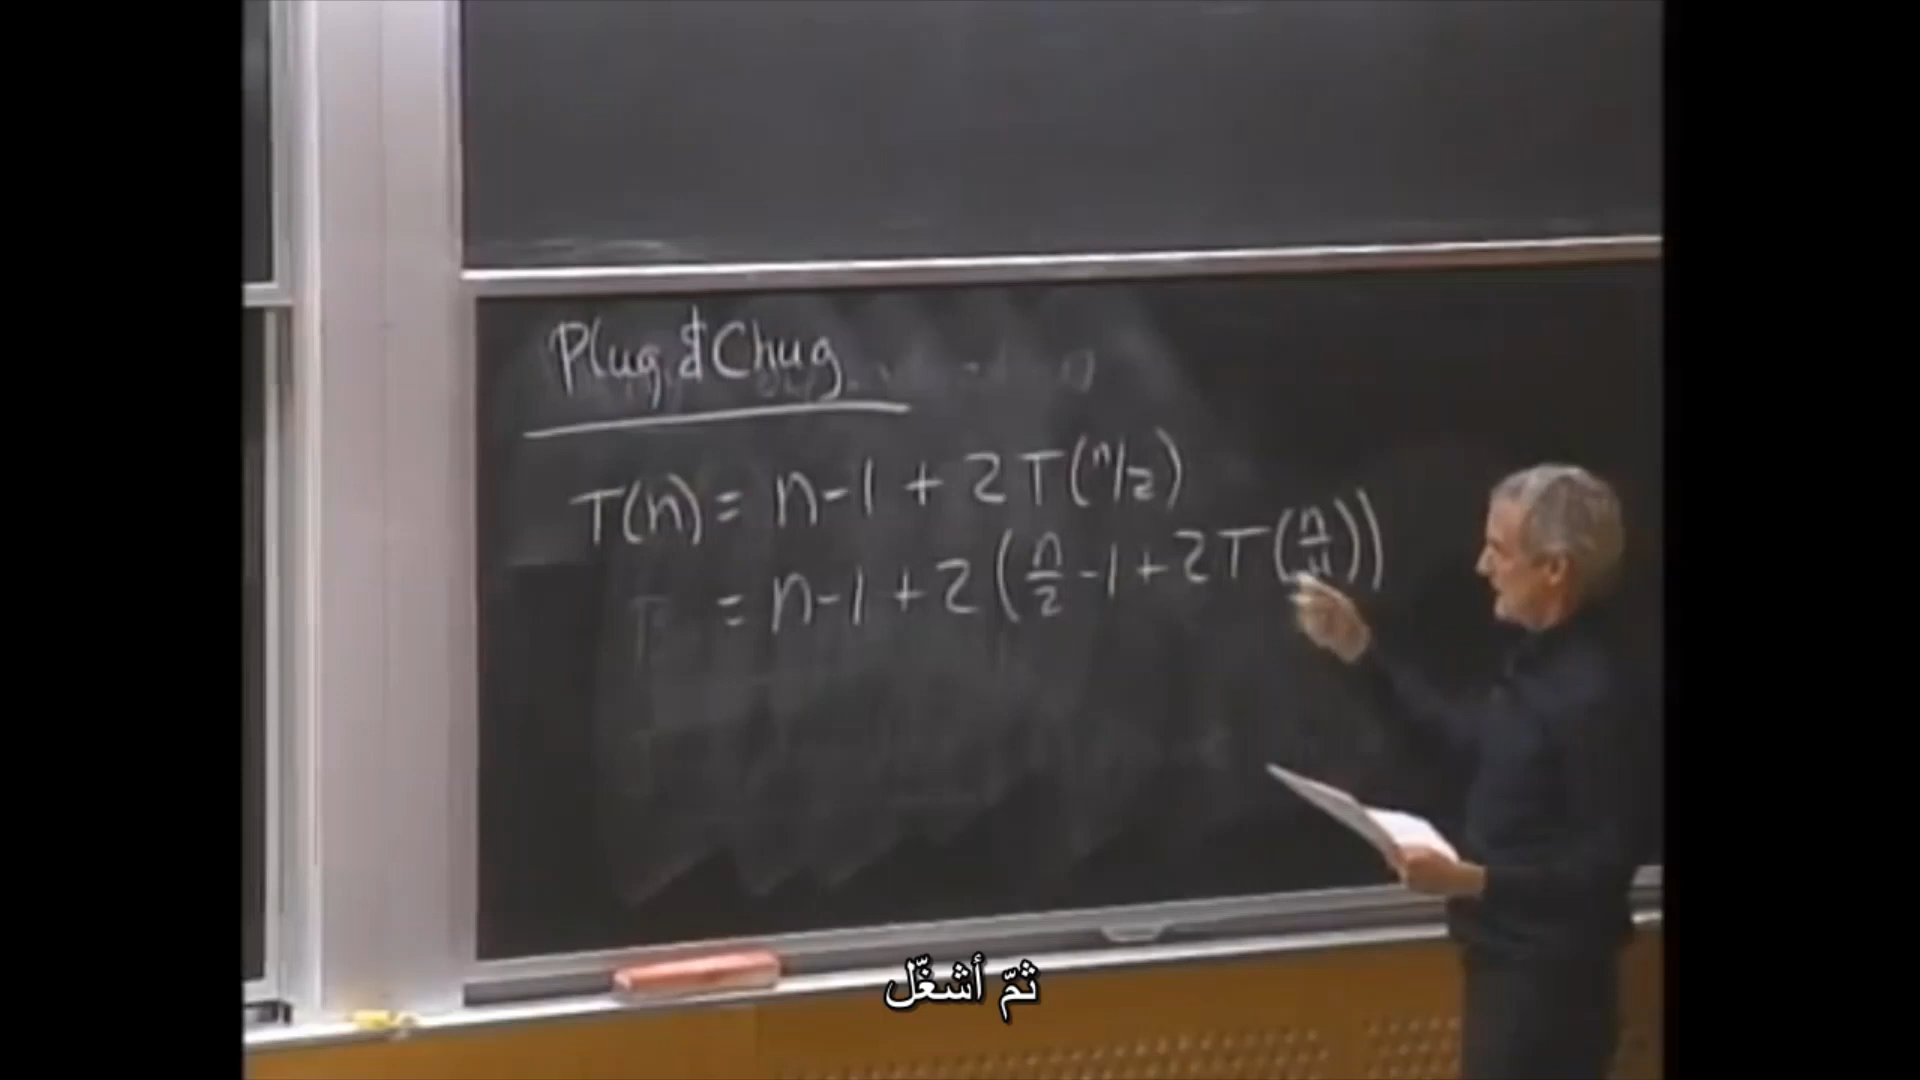 Plug & Chug
T(n) = n-1 + 2T(n/2)
= n-1 + 2(n/2 -1 + 2T(n/4))
ثمّ أشغّل